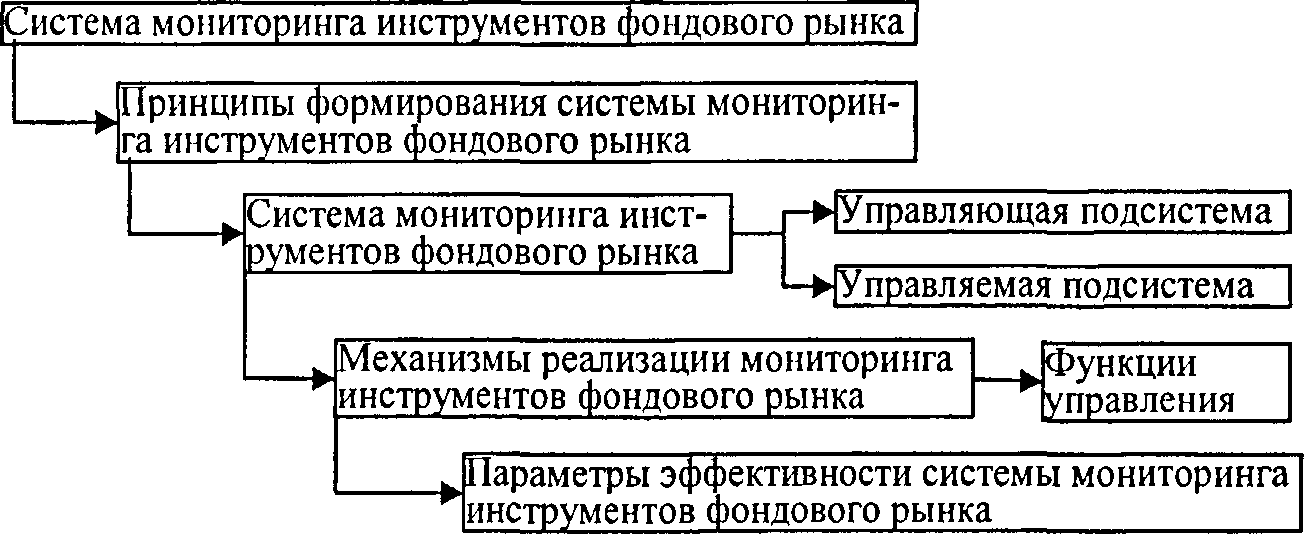 Система мониторинга инструментов фондового рынка
Принципы формирования системы мониторин-
га инструментов фондового рынка
Система мониторинга инст-
рументов фондового рынка
Управляющая подсистема
Управляемая подсистема
Механизмы реализации мониторинга
инструментов фондового рынка
Функции
управления
Параметры эффективности системы мониторинга
инструментов фондового рынка